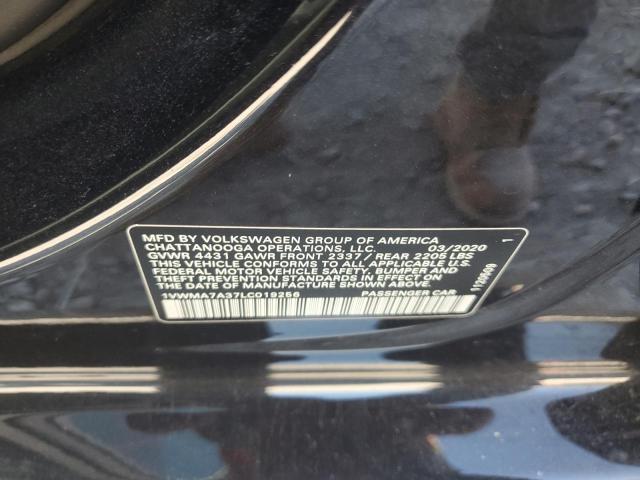 MFD BY VOLKSWAGEN GROUP OF AMERICA
CHATTANOOGA OPERATIONS, LLC. 03/2020 1
GVWR 4431 GAWR FRONT 2337 / REAR 2205 LBS
THIS VEHICLE CONFORMS TO ALL APPLICABLE U.S.
FEDERAL MOTOR VEHICLE SAFETY, BUMPER AND
THEFT PREVENTION STANDARDS IN EFFECT ON
THE DATE OF MANUFACTURE SHOWN ABOVE.
1VWMA7A37LC019256 PASSENGER CAR